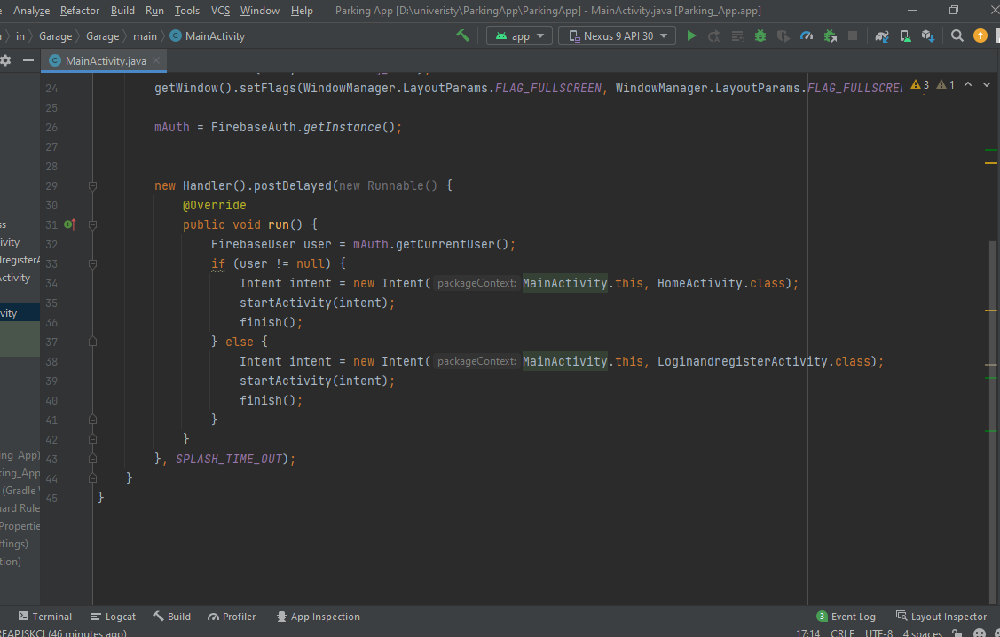 Analyze Refactor Build Run Tools VCS Window Help Parking App [D:\univeristy\ParkingApp\ParkingApp] - MainActivity.java [Parking_App.app]
in Garage Garage main MainActivity app Nexus 9 API 30
MainActivity.java
3 1
24 getWindow().setFlags(WindowManager.LayoutParams.FLAG_FULLSCREEN, WindowManager.LayoutParams.FLAG_FULLSCREE
25
26 mAuth = FirebaseAuth.getInstance();
27
28
29 new Handler().postDelayed(new Runnable() {
30 @Override
31 public void run() {
32 FirebaseUser user = mAuth.getCurrentUser();
33 if (user != null) {
34 Intent intent = new Intent( packageContext: MainActivity.this, HomeActivity.class);
35 startActivity(intent);
36 finish();
37 } else {
38 Intent intent = new Intent( packageContext: MainActivity.this, LoginandregisterActivity.class);
39 startActivity(intent);
40 finish();
41 }
42 }
43 }, SPLASH_TIME_OUT);
44 }
45 }
ss
ivity
dregisterA
Activity
vity
ing_App)
king_App
(Gradle
uard Rule
Propertie
ttings)
tion)
Terminal Logcat Build Profiler App Inspection 3 Event Log Layout Inspector
(46 minutes ago) 17:14 CRLF UTF-8 4 spaces